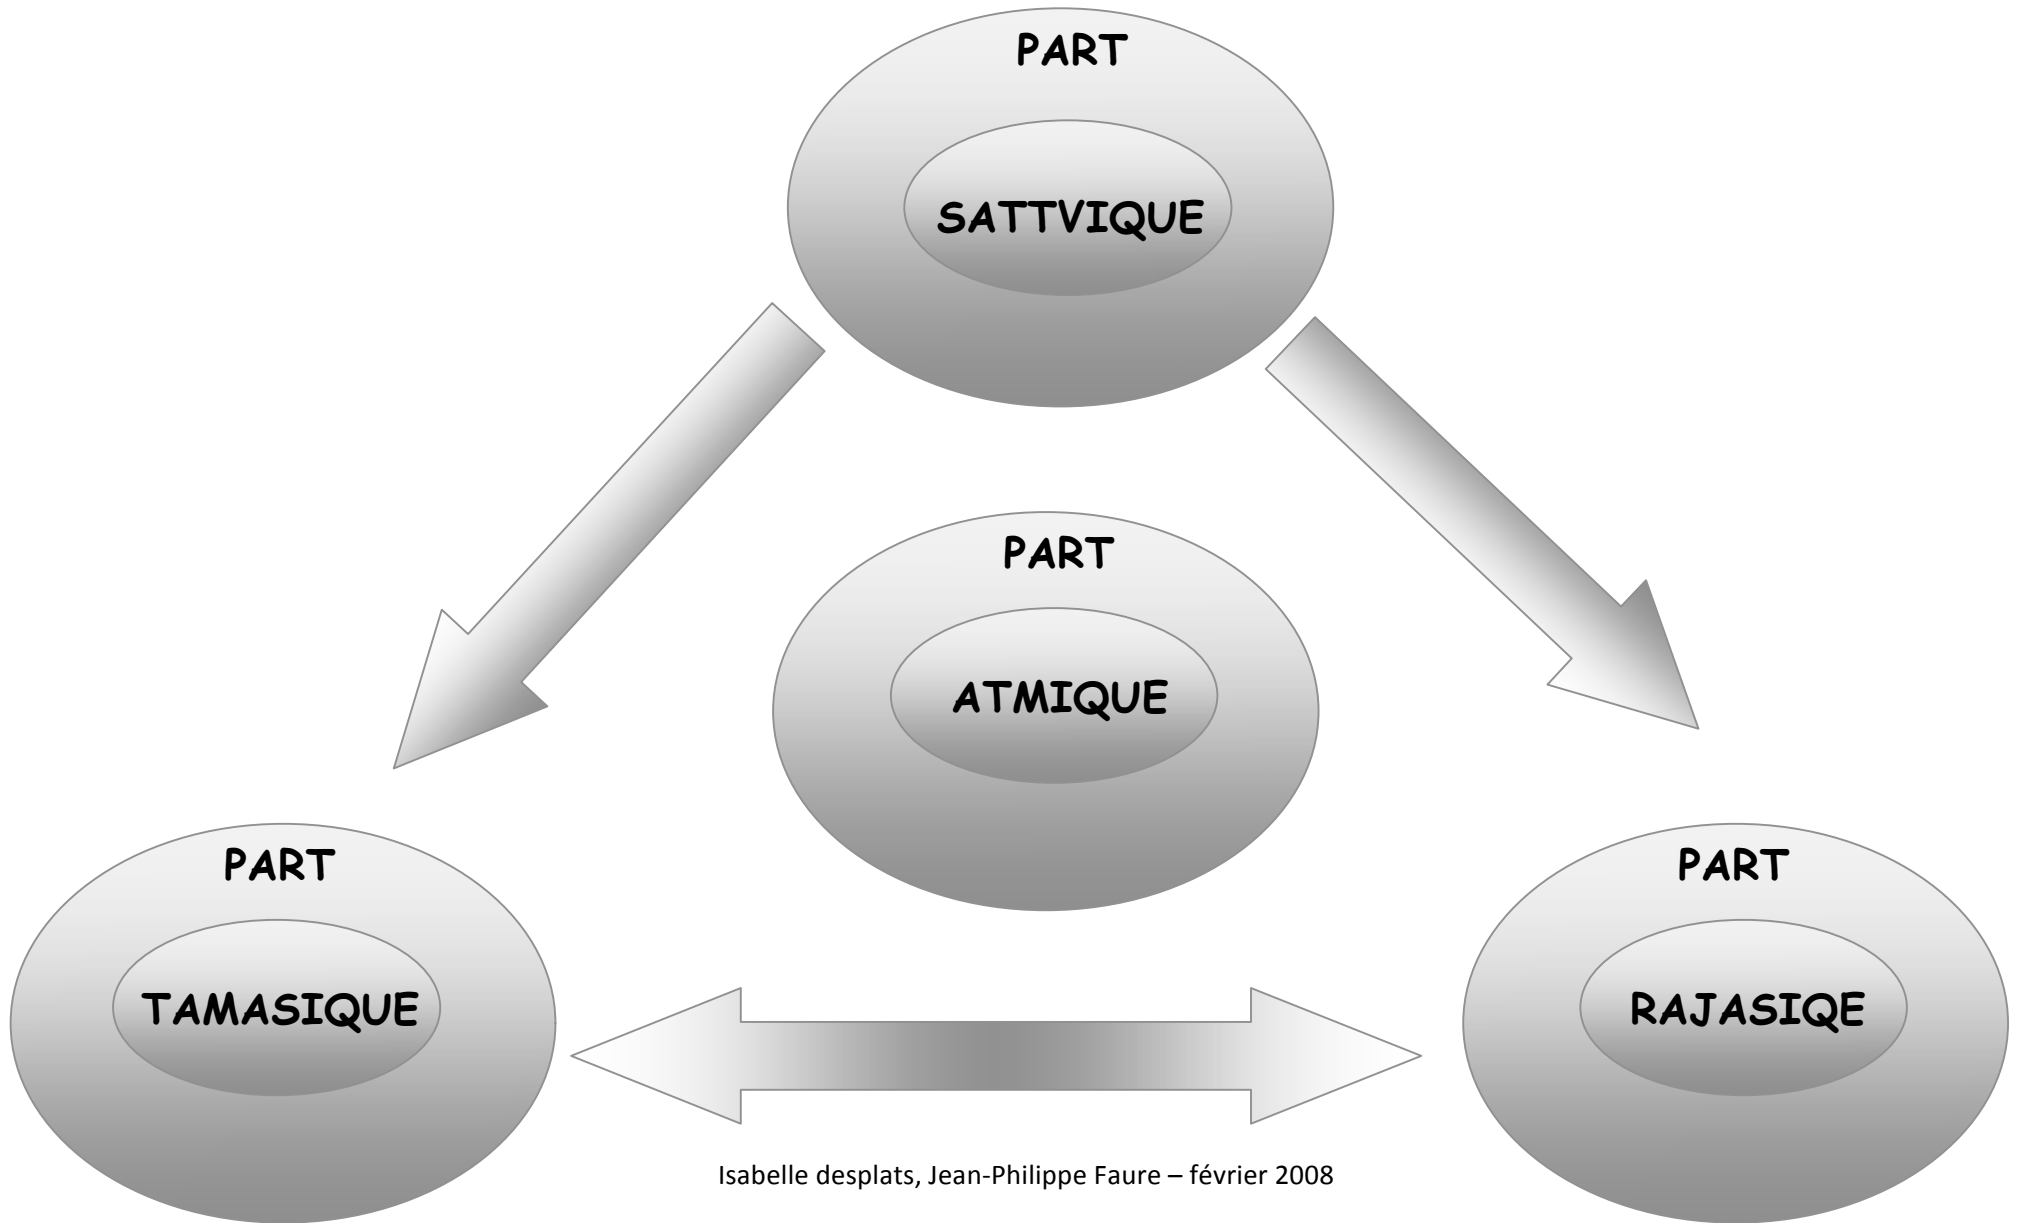 PART
SATTVIQUE
PART
ATMIQUE
PART
TAMASIQUE
PART
RAJASIQE
Isabelle desplats, Jean-Philippe Faure – février 2008